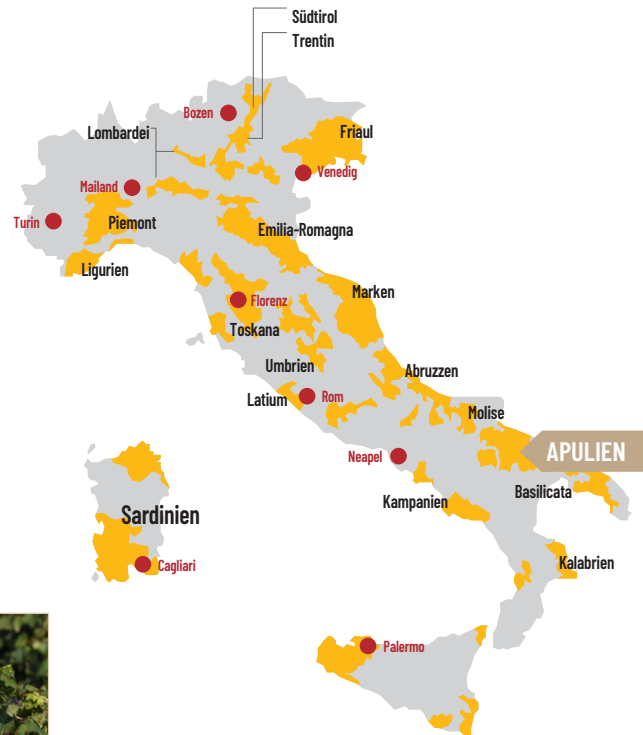 Südtirol
Trentin
Bozen
Lombardei
Friaul
Venedig
Mailand
Turin
Piemont
Emilia-Romagna
Ligurien
Marken
Florenz
Toskana
Umbrien
Abruzzen
Latium
Rom
Molise
APULIEN
Neapel
Basilicata
Kampanien
Sardinien
Kalabrien
Cagliari
Palermo